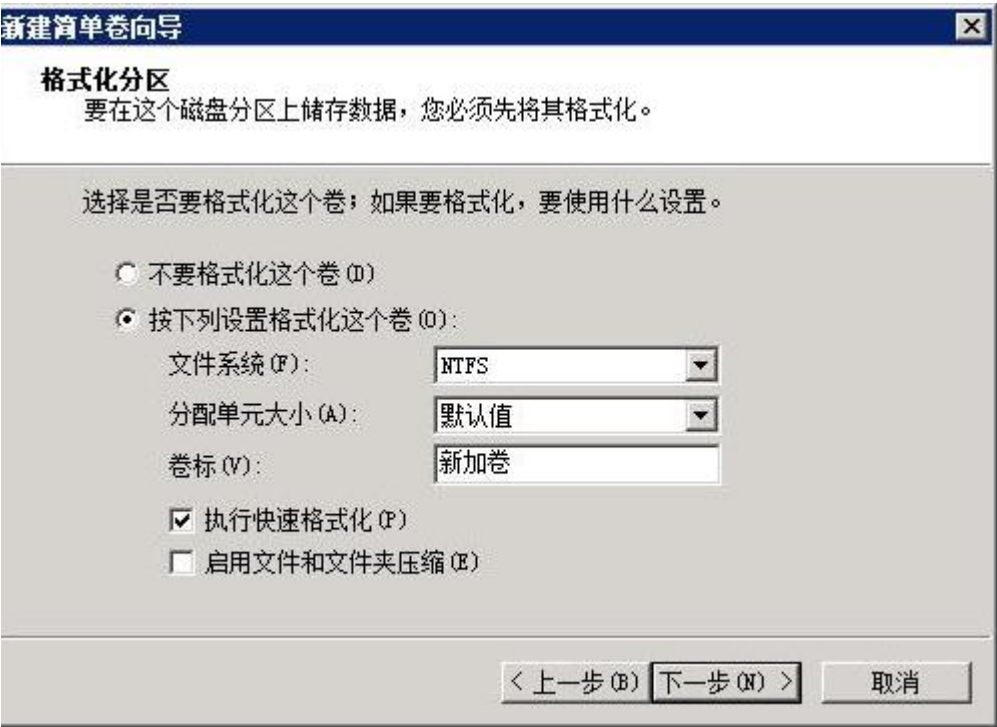 新建简单卷向导
格式化分区
要在这个磁盘分区上储存数据，您必须先将其格式化。
选择是否要格式化这个卷；如果要格式化，要使用什么设置。
不要格式化这个卷(D)
按下列设置格式化这个卷(O):
文件系统(F): NTFS
分配单元大小(A): 默认值
卷标(V): 新加卷
执行快速格式化(P)
启用文件和文件夹压缩(E)
< 上一步(B) 下一步(N) > 取消